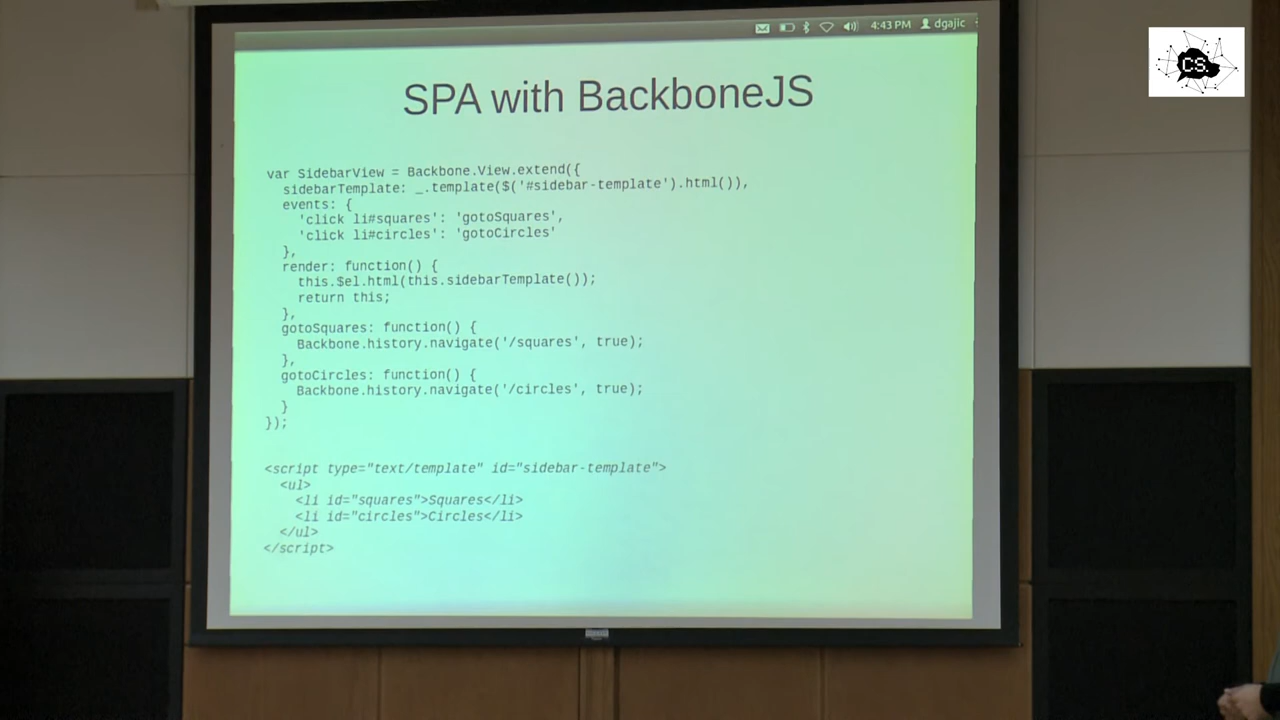 4:43 PM dgajic
CS.
SPA with BackboneJS
var SidebarView = Backbone.View.extend({
  sidebarTemplate: _.template($('#sidebar-template').html()),
  events: {
    'click li#squares': 'gotoSquares',
    'click li#circles': 'gotoCircles'
  },
  render: function() {
    this.$el.html(this.sidebarTemplate());
    return this;
  },
  gotoSquares: function() {
    Backbone.history.navigate('/squares', true);
  },
  gotoCircles: function() {
    Backbone.history.navigate('/circles', true);
  }
});
<script type="text/template" id="sidebar-template">
  <ul>
    <li id="squares">Squares</li>
    <li id="circles">Circles</li>
  </ul>
</script>